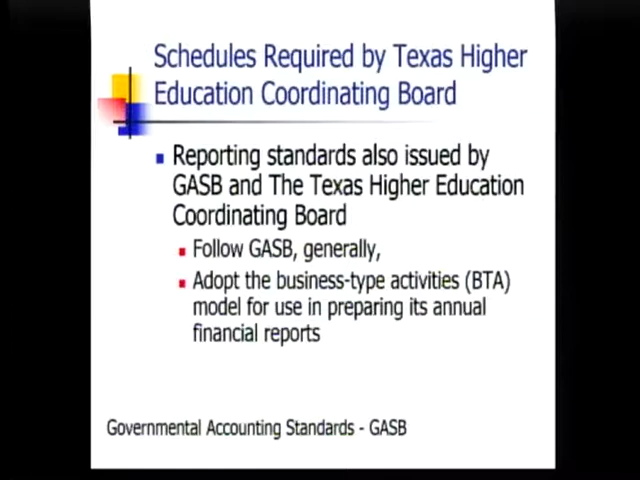 Schedules Required by Texas Higher
Education Coordinating Board
Reporting standards also issued by
GASB and The Texas Higher Education
Coordinating Board
Follow GASB, generally,
Adopt the business-type activities (BTA)
model for use in preparing its annual
financial reports
Governmental Accounting Standards - GASB